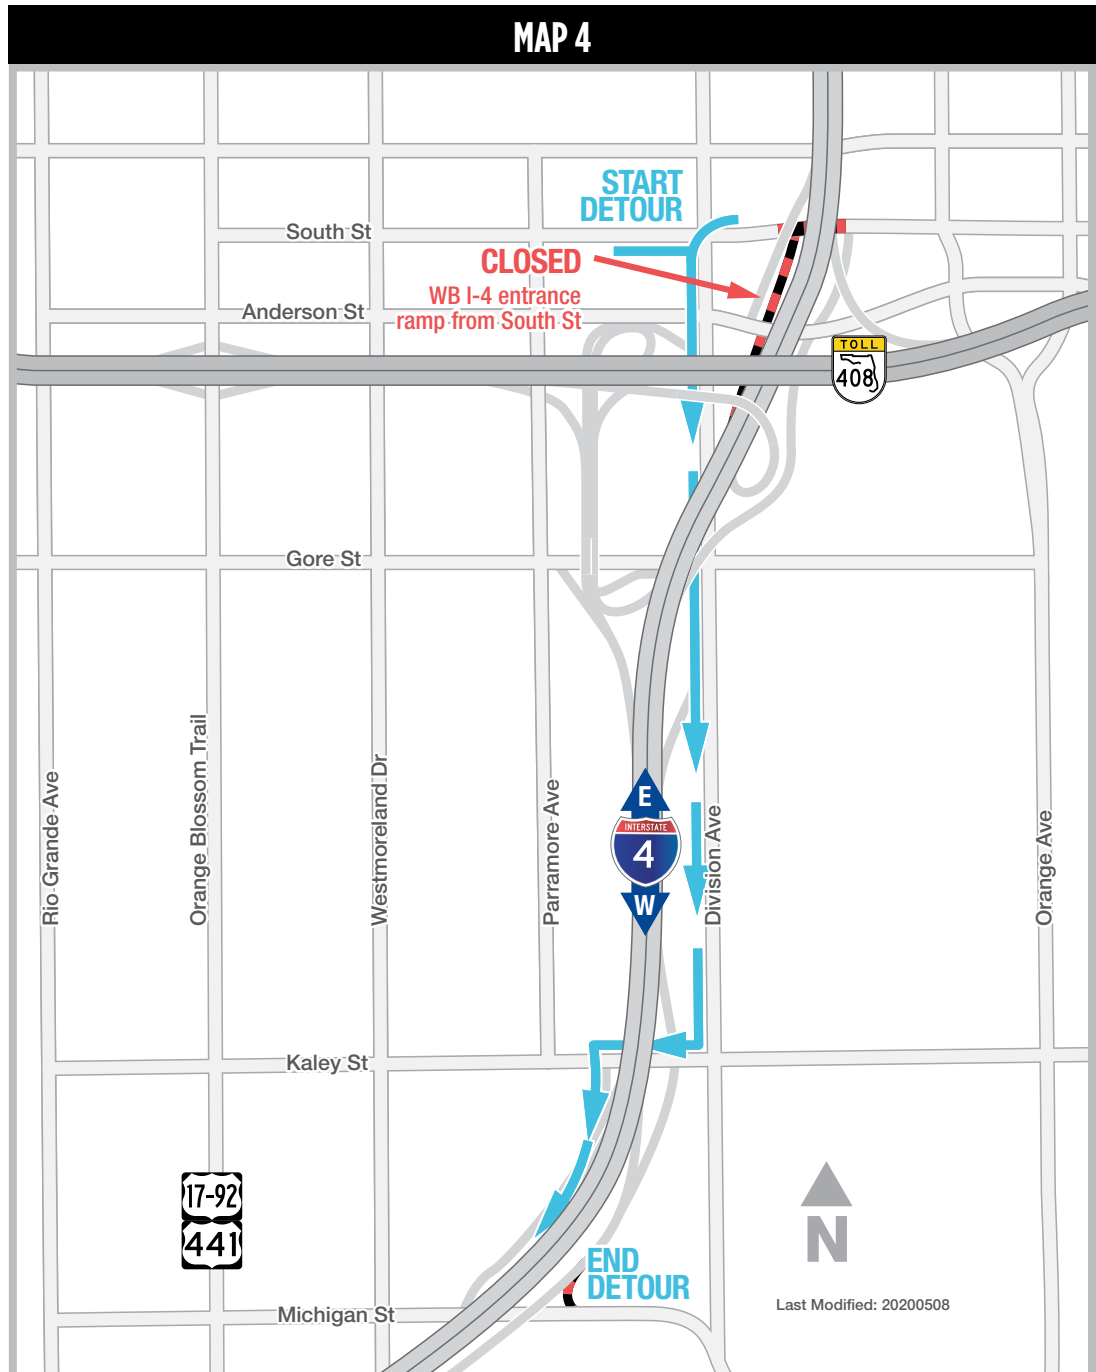 MAP 4
START
DETOUR
South St
CLOSED
WB I-4 entrance
ramp from South St
Anderson St
TOLL
408
Gore St
Rio Grande Ave
Orange Blossom Trail
Westmoreland Dr
Parramore Ave
E
INTERSTATE
4
W
Division Ave
Orange Ave
Kaley St
17-92
441
N
END
DETOUR
Last Modified: 20200508
Michigan St